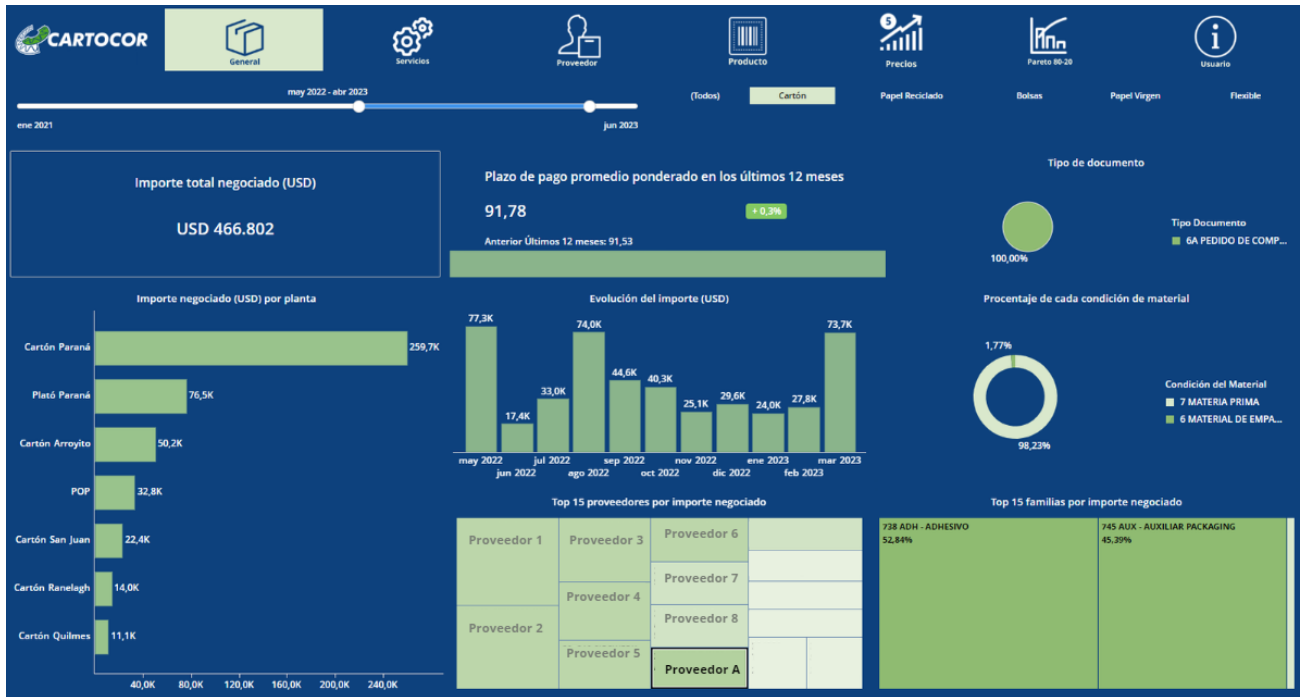 CARTOCOR
General
Servicios
Proveedor
Producto
5
Precios
Pareto 80-20
i
Usuario
may 2022 - abr 2023
ene 2021
jun 2023
(Todos)
Cartón
Papel Reciclado
Bolsas
Papel Virgen
Flexible
Importe total negociado (USD)
USD 466.802
Plazo de pago promedio ponderado en los últimos 12 meses
91,78
+ 0,3%
Anterior Últimos 12 meses: 91,53
Tipo de documento
100,00%
Tipo Documento
6A PEDIDO DE COMP...
Importe negociado (USD) por planta
Cartón Paraná
259,7K
Plató Paraná
76,5K
Cartón Arroyito
50,2K
POP
32,8K
Cartón San Juan
22,4K
Cartón Ranelagh
14,0K
Cartón Quilmes
11,1K
40,0K
80,0K
120,0K
160,0K
200,0K
240,0K
Evolución del importe (USD)
77,3K
17,4K
33,0K
74,0K
44,6K
40,3K
25,1K
29,6K
24,0K
27,8K
73,7K
may 2022
jun 2022
jul 2022
ago 2022
sep 2022
oct 2022
nov 2022
dic 2022
ene 2023
feb 2023
mar 2023
Procentaje de cada condición de material
1,77%
98,23%
Condición del Material
7 MATERIA PRIMA
6 MATERIAL DE EMPA...
Top 15 proveedores por importe negociado
Proveedor 1
Proveedor 2
Proveedor 3
Proveedor 4
Proveedor 5
Proveedor 6
Proveedor 7
Proveedor 8
Proveedor A
Top 15 familias por importe negociado
738 ADH - ADHESIVO
52,84%
745 AUX - AUXILIAR PACKAGING
45,39%